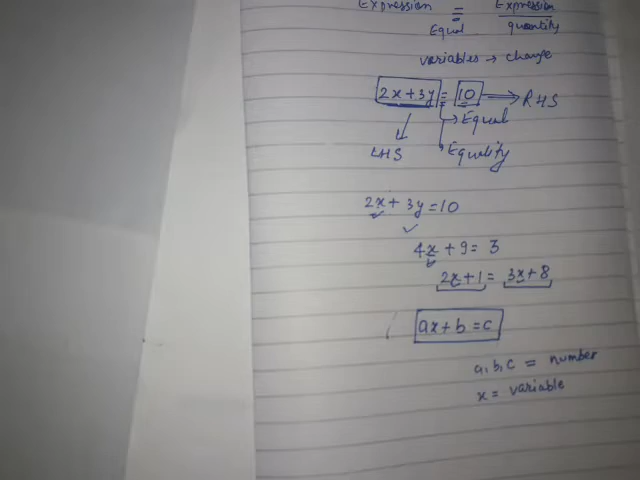 Expression = Expression
Equal quantity
variables → change
2x+3y = 10 → RHS
→ Equal
LHS Equality
2x + 3y = 10
4x + 9 = 3
2x+1 = 3x+8
ax+b = c
a, b, c = number
x = variable